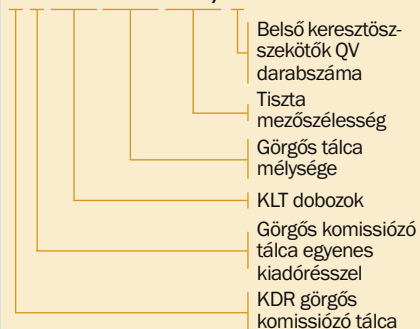 Belső keresztösz-
szekötők QV
darabszáma
Tiszta
mezőszélesség
Görgős tálca
mélysége
KLT dobozok
Görgős komissiózó
tálca egyenes
kiadórésszel
KDR görgős
komissiózó tálca